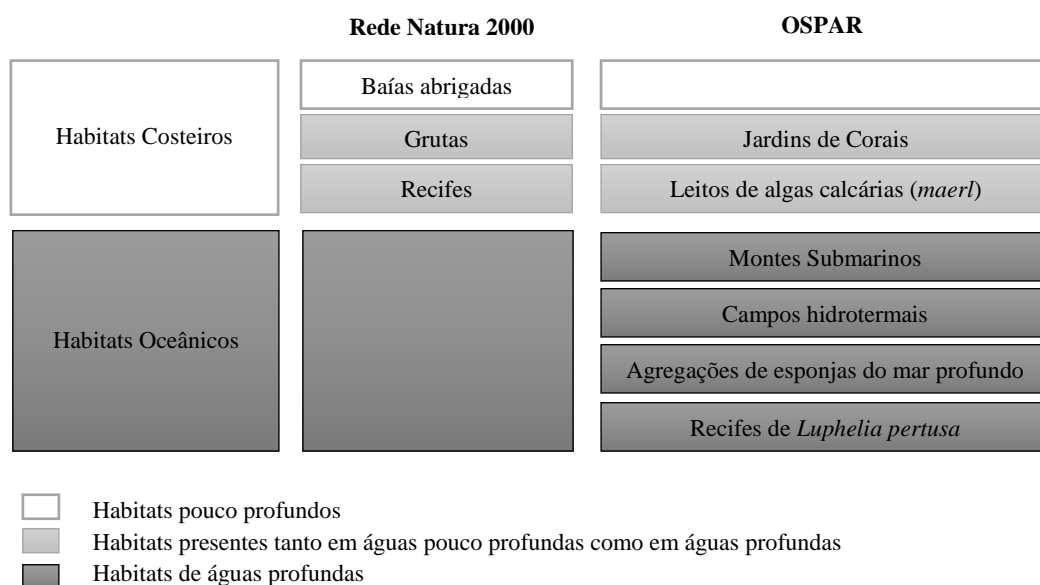 Rede Natura 2000 OSPAR
Baías abrigadas
Habitats Costeiros Grutas Jardins de Corais
Recifes Leitos de algas calcárias (maerl)
Montes Submarinos
Campos hidrotermais
Habitats Oceânicos
Agregações de esponjas do mar profundo
Recifes de Luphelia pertusa
Habitats pouco profundos
Habitats presentes tanto em águas pouco profundas como em águas profundas
Habitats de águas profundas